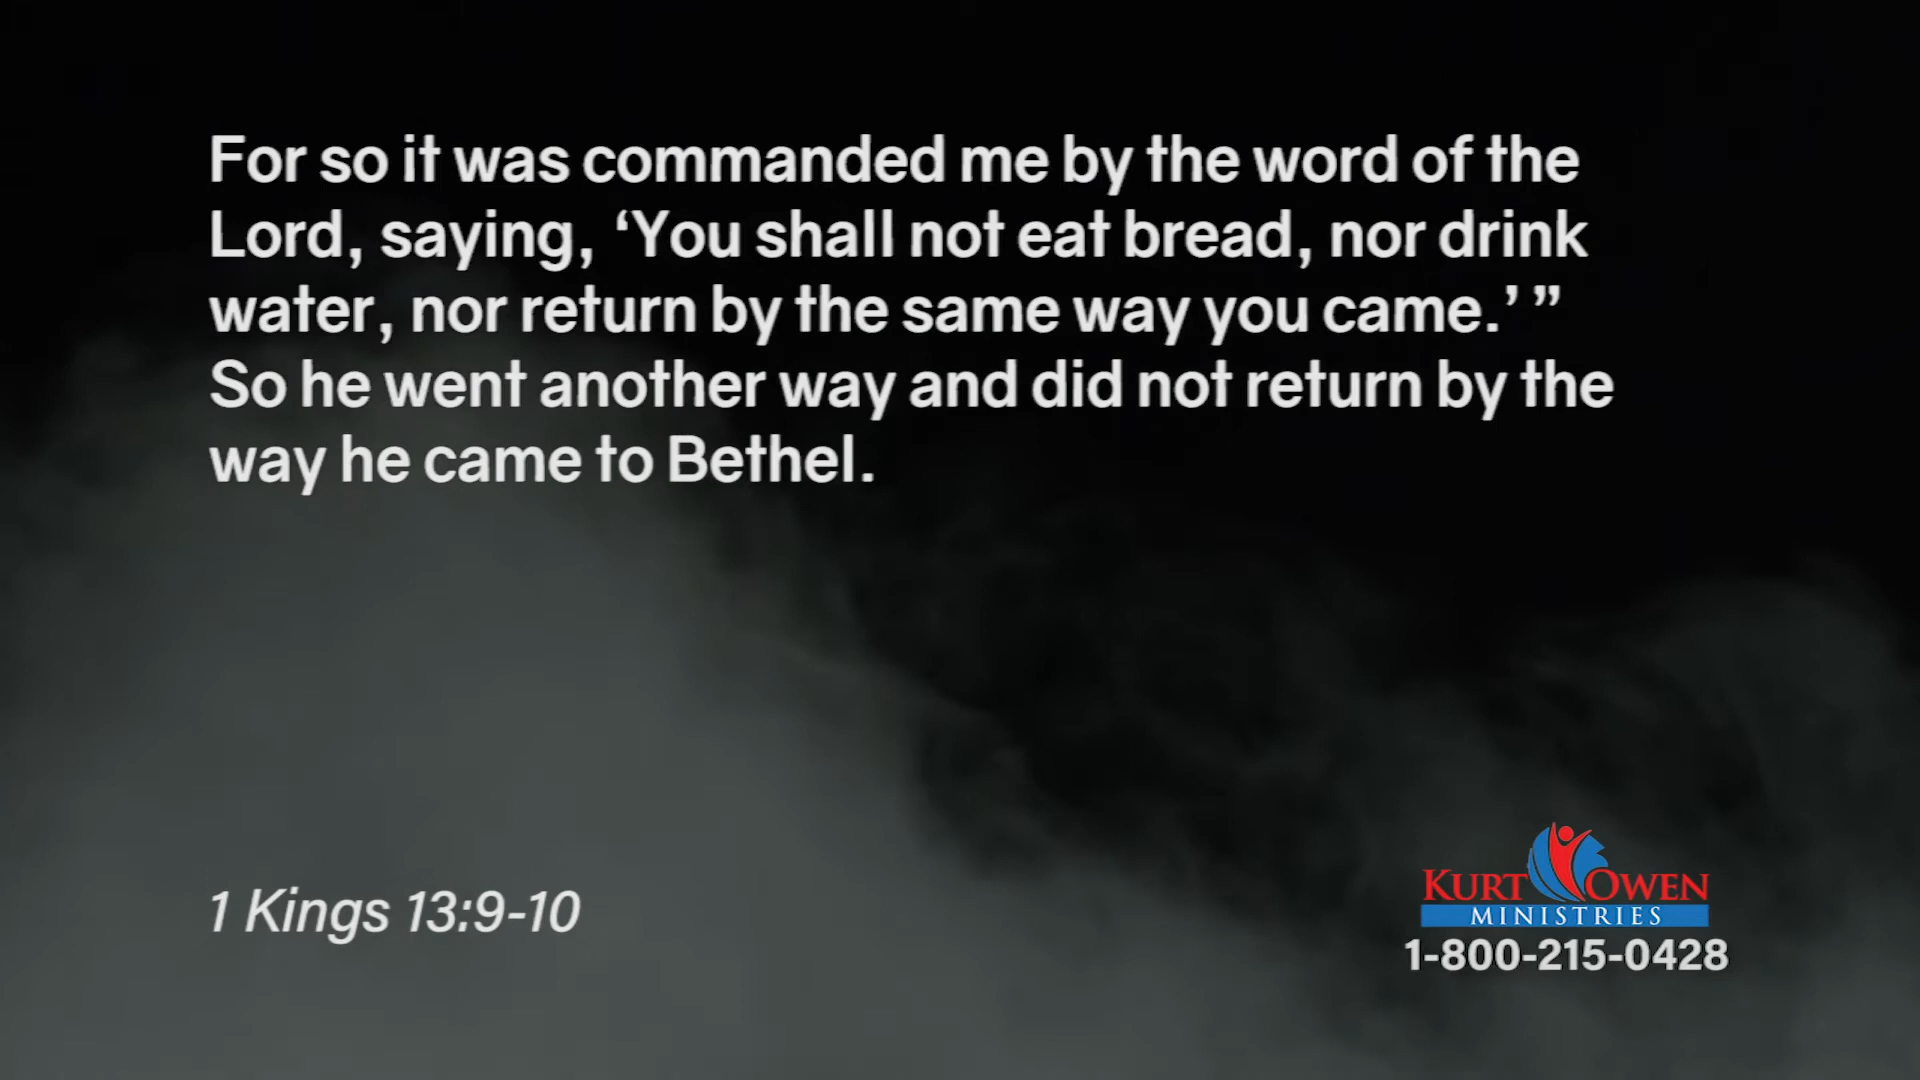 For so it was commanded me by the word of the
Lord, saying, ‘You shall not eat bread, nor drink
water, nor return by the same way you came.’ ”
So he went another way and did not return by the
way he came to Bethel.
1 Kings 13:9-10
KURT OWEN
MINISTRIES
1-800-215-0428